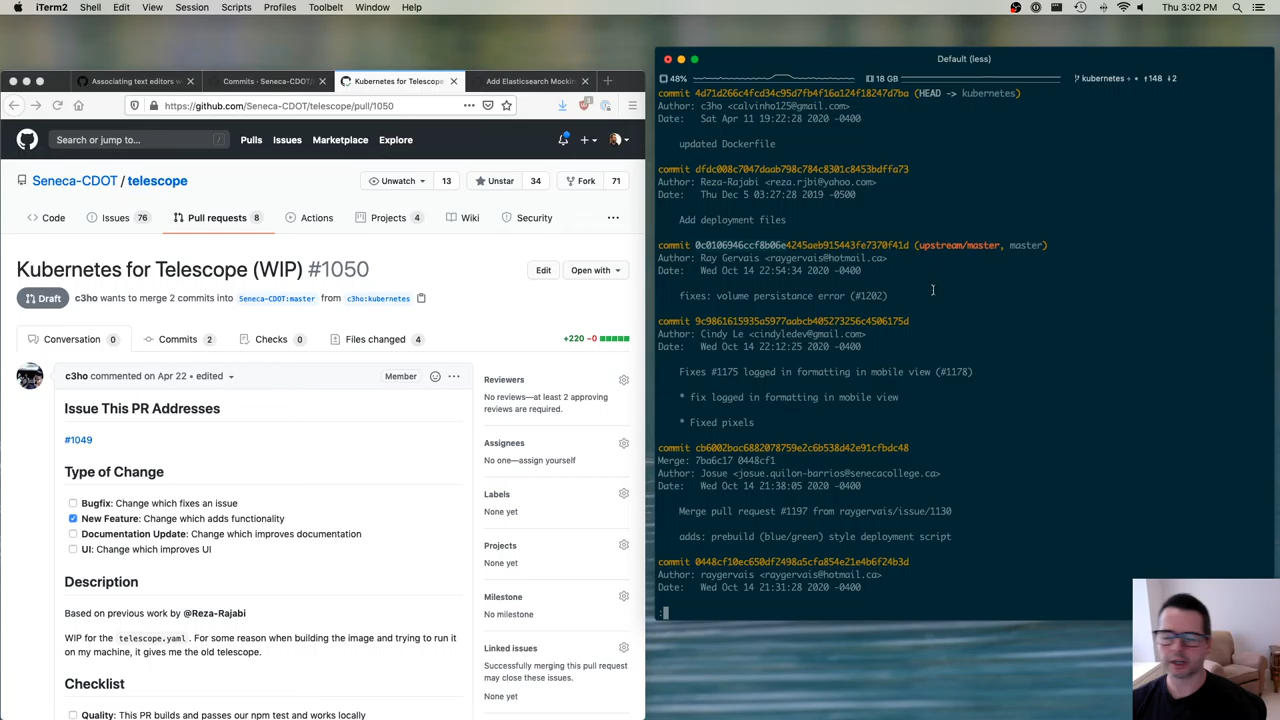 iTerm2 Shell Edit View Session Scripts Profiles Toolbelt Window Help
Thu 3:02 PM
Associating text editors w
Commits · Seneca-CDOT/
Kubernetes for Telescope
Add Elasticsearch Mockin
https://github.com/Seneca-CDOT/telescope/pull/1050
Search or jump to... /
Pulls Issues Marketplace Explore
Seneca-CDOT / telescope
Unwatch 13 Unstar 34 Fork 71
Code Issues 76 Pull requests 8 Actions Projects 4 Wiki Security
Kubernetes for Telescope (WIP) #1050
Edit Open with
Draft c3ho wants to merge 2 commits into Seneca-CDOT:master from c3ho:kubernetes
Conversation 0 Commits 2 Checks 0 Files changed 4 +220 −0
c3ho commented on Apr 22 • edited Member
Issue This PR Addresses
#1049
Type of Change
Bugfix: Change which fixes an issue
New Feature: Change which adds functionality
Documentation Update: Change which improves documentation
UI: Change which improves UI
Description
Based on previous work by @Reza-Rajabi
WIP for the telescope.yaml. For some reason when building the image and trying to run it
on my machine, it gives me the old telescope.
Checklist
Quality: This PR builds and passes our npm test and works locally
Reviewers
No reviews—at least 2 approving
reviews are required.
Assignees
No one—assign yourself
Labels
None yet
Projects
None yet
Milestone
No milestone
Linked issues
Successfully merging this pull request
may close these issues.
None yet
Default (less)
48% 18 GB kubernetes ÷ • ↑148 ↓2
commit 4d71d266c4fcd34c95d7fb4f16a124f18247d7ba (HEAD -> kubernetes)
Author: c3ho <calvinho125@gmail.com>
Date: Sat Apr 11 19:22:28 2020 -0400
updated Dockerfile
commit dfdc008c7047daab798c784c8301c8453bdffa73
Author: Reza-Rajabi <reza.rjbi@yahoo.com>
Date: Thu Dec 5 03:27:28 2019 -0500
Add deployment files
commit 0c0106946ccf8b06e4245aeb915443fe7370f41d (upstream/master, master)
Author: Ray Gervais <raygervais@hotmail.ca>
Date: Wed Oct 14 22:54:34 2020 -0400
fixes: volume persistance error (#1202)
commit 9c9861615935a5977aabcb405273256c4506175d
Author: Cindy Le <cindyledev@gmail.com>
Date: Wed Oct 14 22:12:25 2020 -0400
Fixes #1175 logged in formatting in mobile view (#1178)
* fix logged in formatting in mobile view
* Fixed pixels
commit cb6002bac6882078759e2c6b538d42e91cfbdc48
Merge: 7ba6c17 0448cf1
Author: Josue <josue.quilon-barrios@senecacollege.ca>
Date: Wed Oct 14 21:38:05 2020 -0400
Merge pull request #1197 from raygervais/issue/1130
adds: prebuild (blue/green) style deployment script
commit 0448cf10ec650df2498a5cfa854e21e4b6f24b3d
Author: raygervais <raygervais@hotmail.ca>
Date: Wed Oct 14 21:31:28 2020 -0400
: